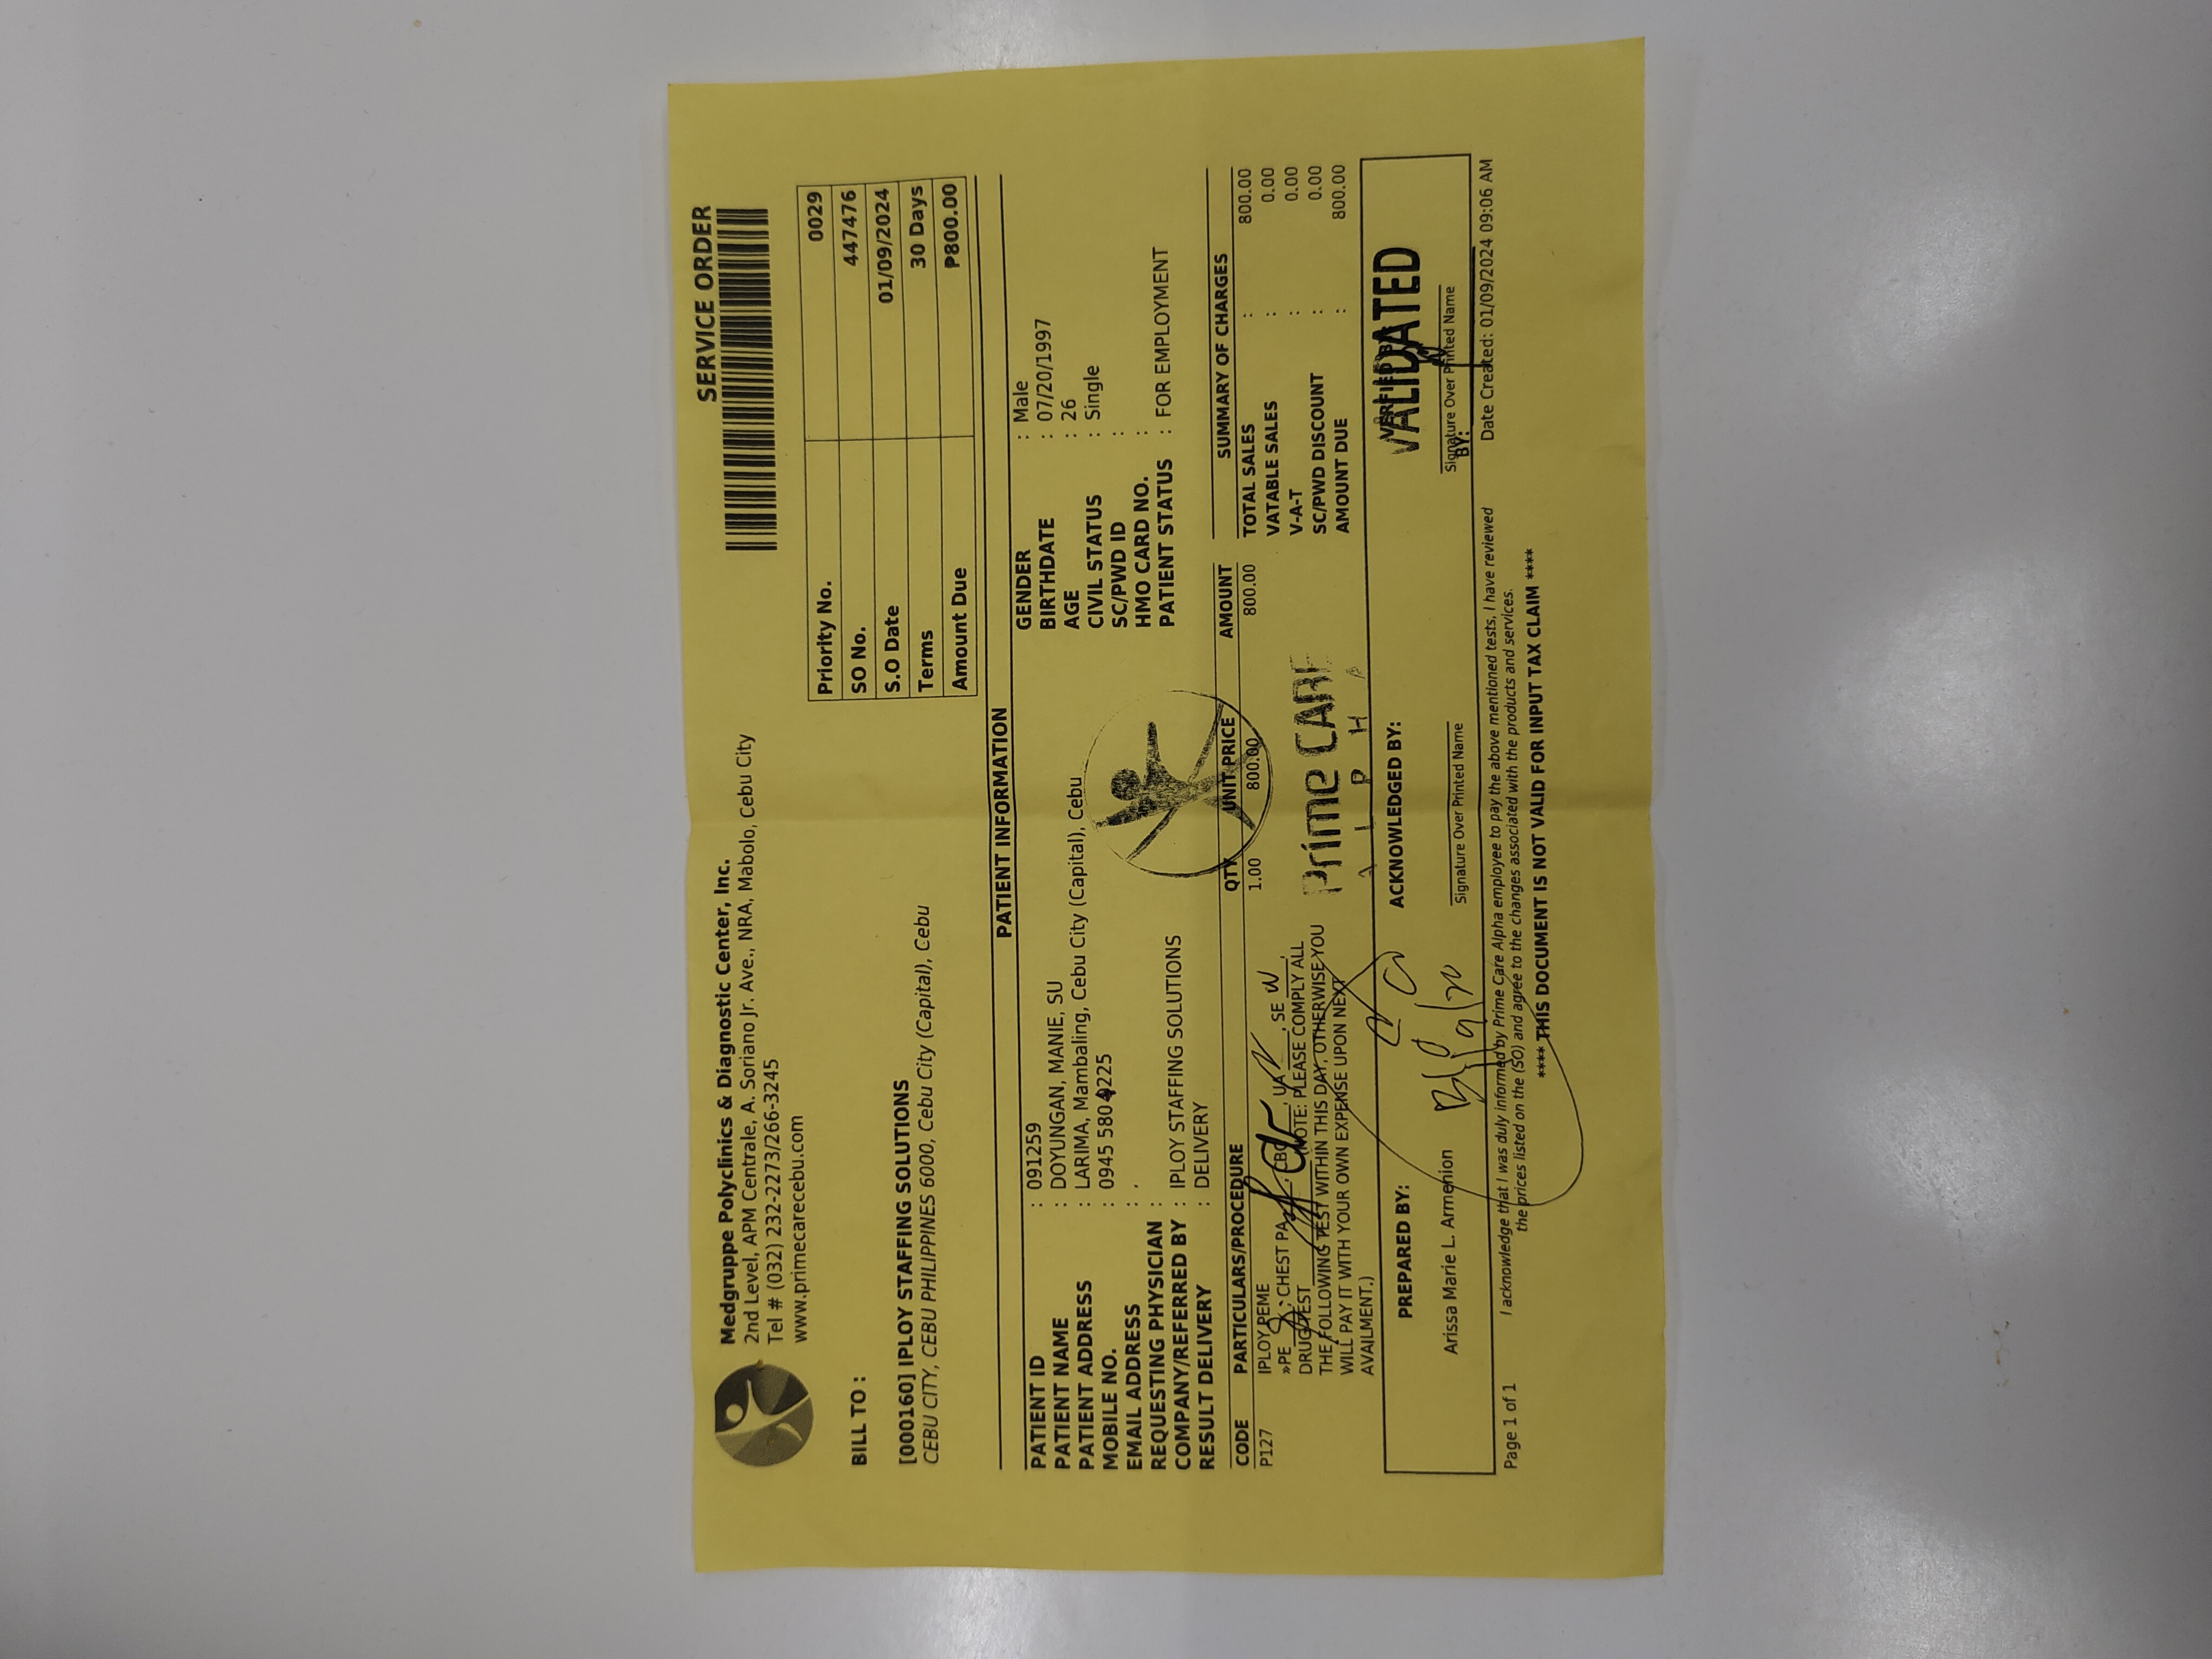 SERVICE ORDER
Medgruppe Polyclinics & Diagnostic Center, Inc.
2nd Level, APM Centrale, A. Soriano Jr. Ave., NRA, Mabolo, Cebu City
Tel # (032) 232-2273/266-3245
www.primecarecebu.com
Priority No. 0029
SO No. 447476
S.O Date 01/09/2024
Terms 30 Days
Amount Due ₱800.00
BILL TO :
[000160] IPLOY STAFFING SOLUTIONS
CEBU CITY, CEBU PHILIPPINES 6000, Cebu City (Capital), Cebu
PATIENT INFORMATION
PATIENT ID : 091259
PATIENT NAME : DOYUNGAN, MANIE, SU
PATIENT ADDRESS : LARIMA, Mambaling, Cebu City (Capital), Cebu
MOBILE NO. : 0945 580 225
EMAIL ADDRESS : .
REQUESTING PHYSICIAN :
COMPANY/REFERRED BY : IPLOY STAFFING SOLUTIONS
RESULT DELIVERY : DELIVERY
GENDER : Male
BIRTHDATE : 07/20/1997
AGE : 26
CIVIL STATUS : Single
SC/PWD ID :
HMO CARD NO. :
PATIENT STATUS : FOR EMPLOYMENT
CODE PARTICULARS/PROCEDURE QTY UNIT PRICE AMOUNT
P127 IPLOY PEME 1.00 800.00 800.00
»PE , CHEST PA , CBC , UA , SE ,
DRUGTEST (NOTE: PLEASE COMPLY ALL
THE FOLLOWING TEST WITHIN THIS DAY, OTHERWISE YOU
WILL PAY IT WITH YOUR OWN EXPENSE UPON NEXT
AVAILMENT.)
SUMMARY OF CHARGES
TOTAL SALES : 800.00
VATABLE SALES : 0.00
V-A-T : 0.00
SC/PWD DISCOUNT : 0.00
AMOUNT DUE : 800.00
Prime CARE
A L P H A
PREPARED BY:
Arissa Marie L. Armenion
ACKNOWLEDGED BY:
Signature Over Printed Name
VERIFIED BY:
VALIDATED
BY:
Signature Over Printed Name
Page 1 of 1
I acknowledge that I was duly informed by Prime Care Alpha employee to pay the above mentioned tests, I have reviewed
the prices listed on the (SO) and agree to the changes associated with the products and services.
Date Created: 01/09/2024 09:06 AM
**** THIS DOCUMENT IS NOT VALID FOR INPUT TAX CLAIM ****